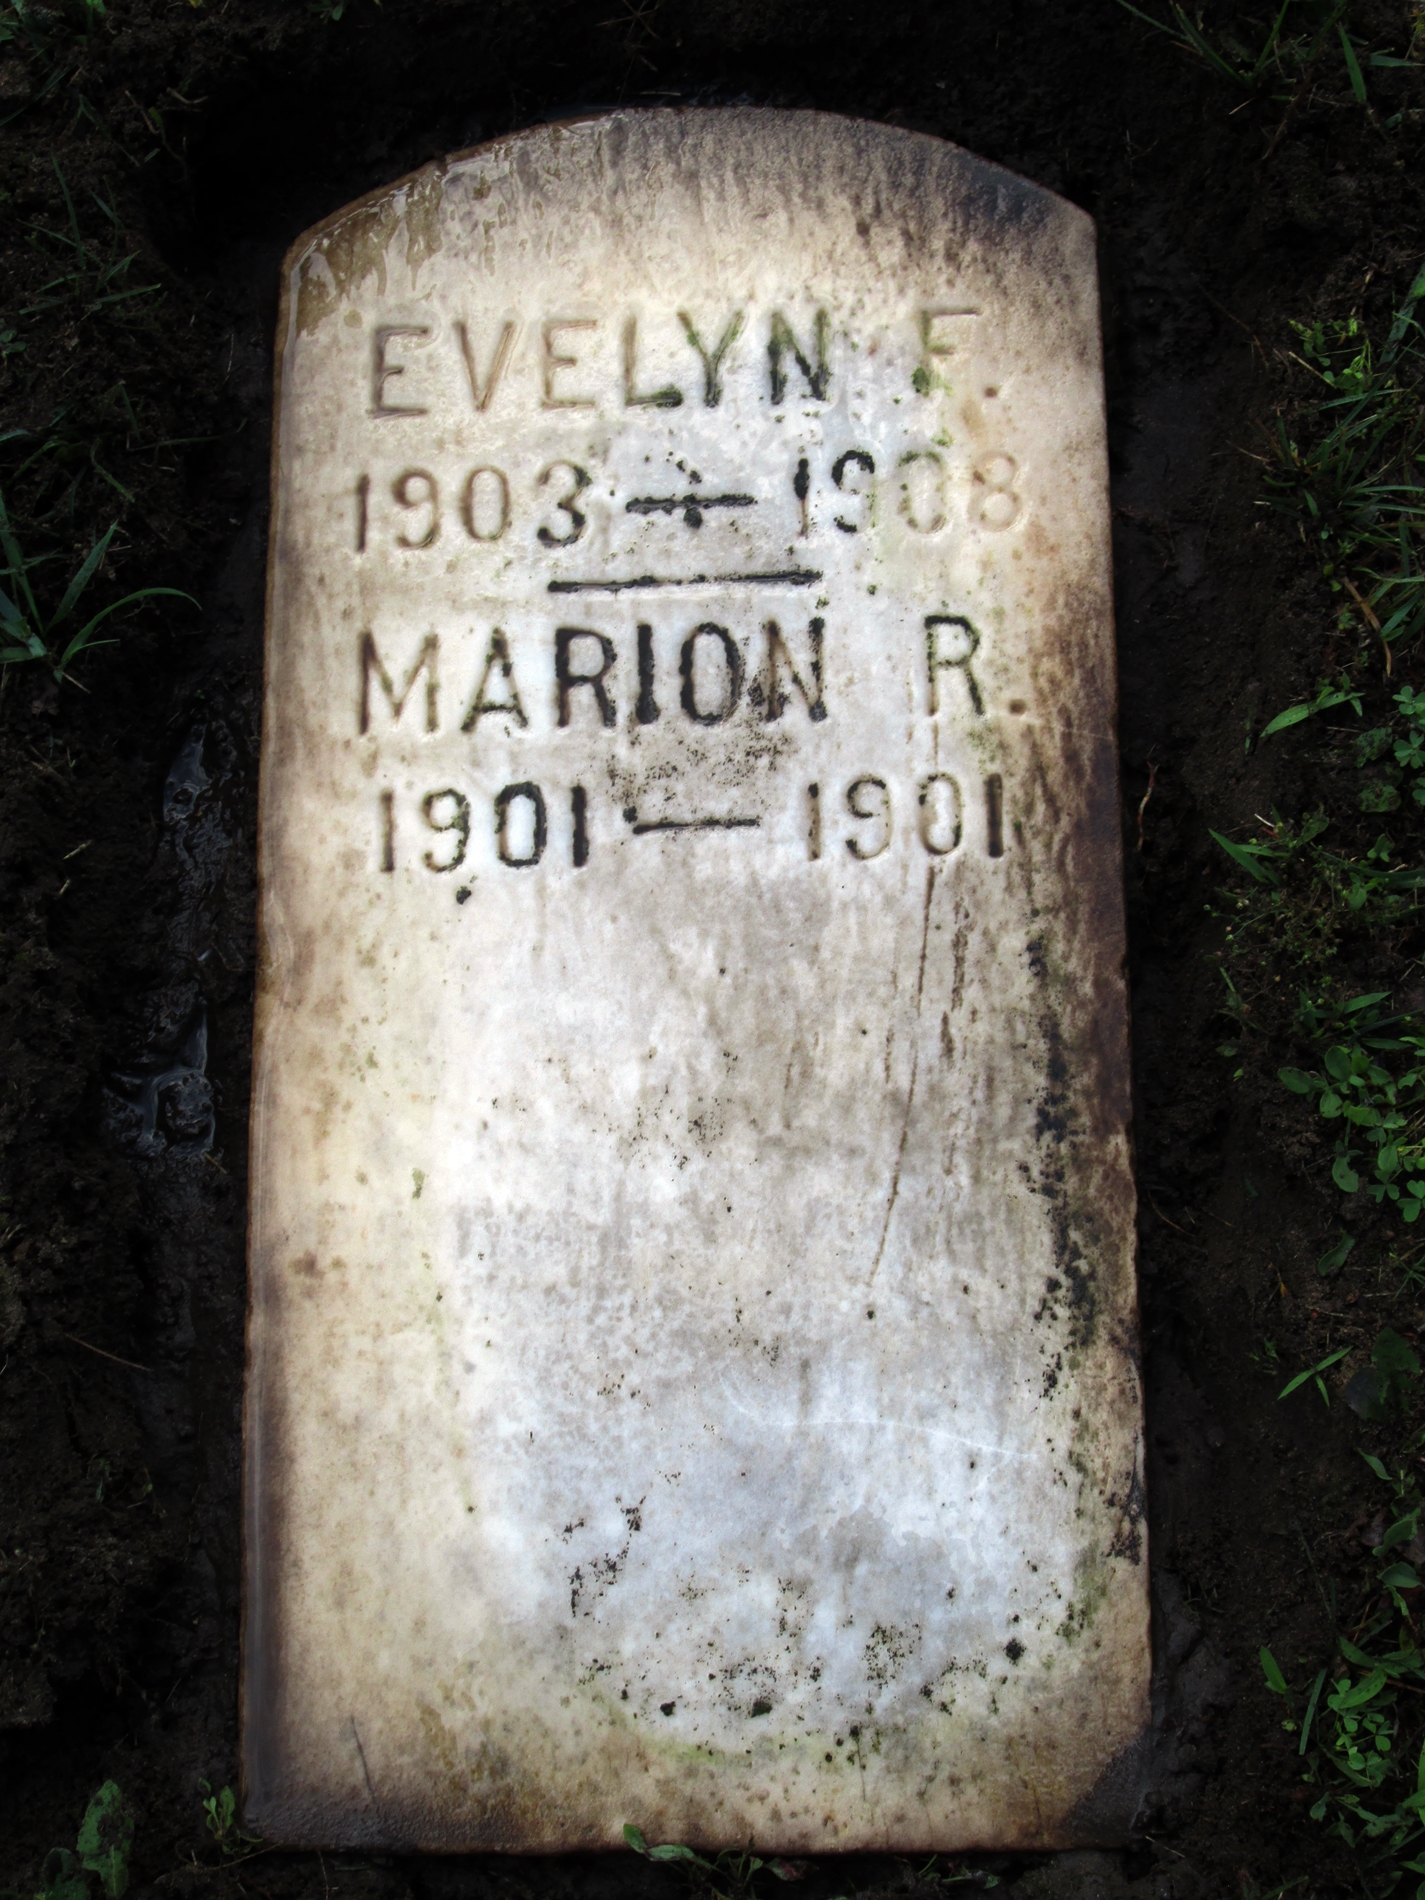 EVELYN F.
1903 — 1908
MARION R.
1901 — 1901